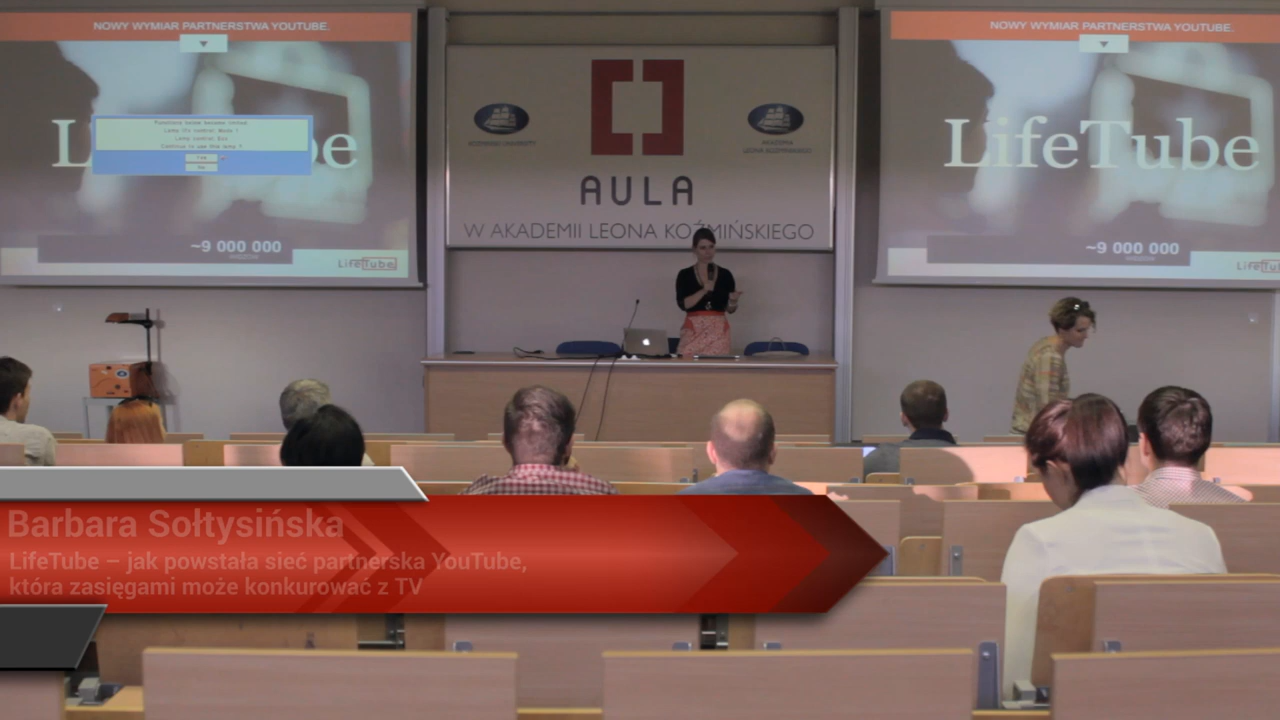 NOWY WYMIAR PARTNERSTWA YOUTUBE.
L be
~9 000 000
LifeTube
AULA
W AKADEMII LEONA KOŹMIŃSKIEGO
NOWY WYMIAR PARTNERSTWA YOUTUBE.
LifeTube
~9 000 000
LifeTube
Barbara Sołtysińska
LifeTube – jak powstała sieć partnerska YouTube,
która zasięgami może konkurować z TV